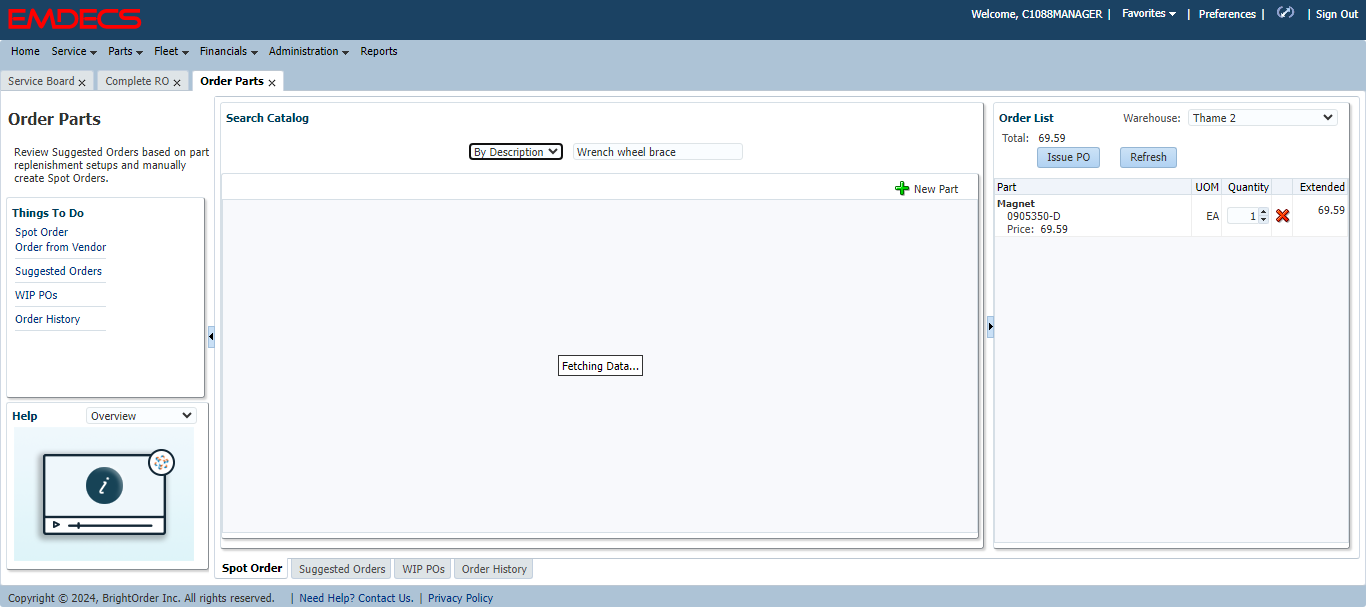 EMDECS
Welcome, C1088MANAGER | Favorites | Preferences | | Sign Out
Home Service Parts Fleet Financials Administration Reports
Service Board x Complete RO x Order Parts x
Order Parts
Review Suggested Orders based on part
replenishment setups and manually
create Spot Orders.
Things To Do
Spot Order
Order from Vendor
Suggested Orders
WIP POs
Order History
Help Overview
i
Search Catalog
By Description Wrench wheel brace
New Part
Fetching Data...
Order List Warehouse: Thame 2
Total: 69.59
Issue PO Refresh
Part UOM Quantity Extended
Magnet
0905350-D EA 1 69.59
Price: 69.59
Spot Order Suggested Orders WIP POs Order History
Copyright © 2024, BrightOrder Inc. All rights reserved. | Need Help? Contact Us. | Privacy Policy